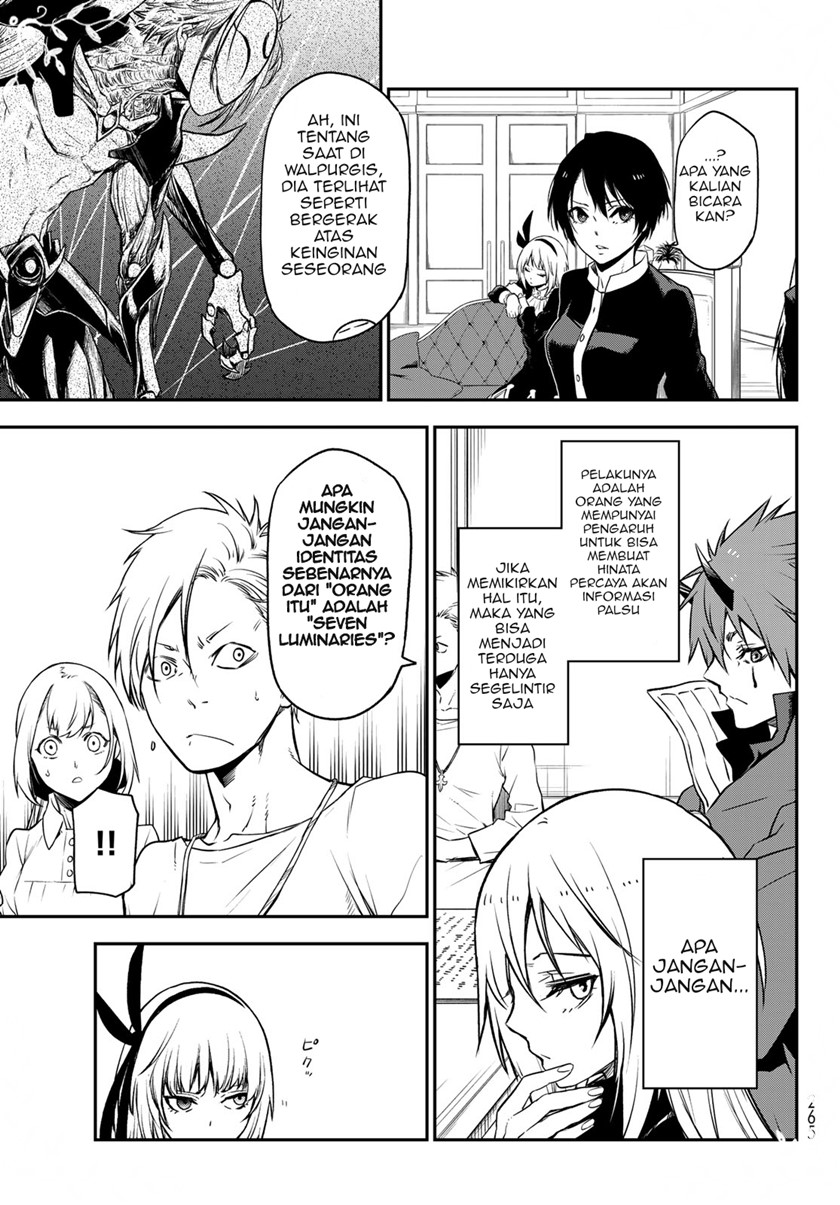 ...?
APA YANG
KALIAN
BICARA
KAN?
AH, INI
TENTANG
SAAT DI
WALPURGIS,
DIA TERLIHAT
SEPERTI
BERGERAK
ATAS
KEINGINAN
SESEORANG
PELAKUNYA
ADALAH
ORANG YANG
MEMPUNYAI
PENGARUH
UNTUK BISA
MEMBUAT
HINATA
PERCAYA AKAN
INFORMASI
PALSU
JIKA
MEMIKIRKAN
HAL ITU,
MAKA YANG
BISA
MENJADI
TERDUGA
HANYA
SEGELINTIR
SAJA
APA
JANGAN-
JANGAN...
APA
MUNGKIN
JANGAN-
JANGAN
IDENTITAS
SEBENARNYA
DARI "ORANG
ITU" ADALAH
"SEVEN
LUMINARIES"?
!!
ピクッ
265